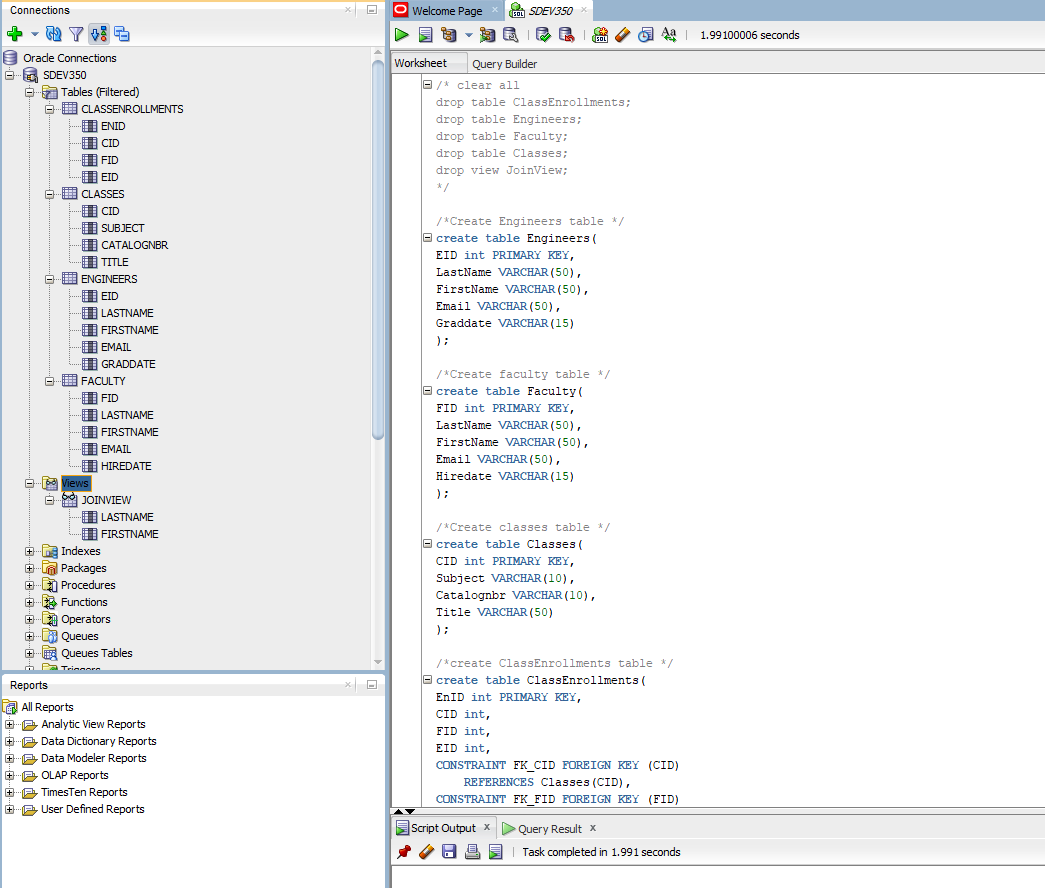 Connections
Oracle Connections
SDEV350
Tables (Filtered)
CLASSENROLLMENTS
ENID
CID
FID
EID
CLASSES
CID
SUBJECT
CATALOGNBR
TITLE
ENGINEERS
EID
LASTNAME
FIRSTNAME
EMAIL
GRADDATE
FACULTY
FID
LASTNAME
FIRSTNAME
EMAIL
HIREDATE
Views
JOINVIEW
LASTNAME
FIRSTNAME
Indexes
Packages
Procedures
Functions
Operators
Queues
Queues Tables
Triggers
Reports
All Reports
Analytic View Reports
Data Dictionary Reports
Data Modeler Reports
OLAP Reports
TimesTen Reports
User Defined Reports
Welcome Page SDEV350
1.99100006 seconds
Worksheet Query Builder
/* clear all
drop table ClassEnrollments;
drop table Engineers;
drop table Faculty;
drop table Classes;
drop view JoinView;
*/
/*Create Engineers table */
create table Engineers(
EID int PRIMARY KEY,
LastName VARCHAR(50),
FirstName VARCHAR(50),
Email VARCHAR(50),
Graddate VARCHAR(15)
);
/*Create faculty table */
create table Faculty(
FID int PRIMARY KEY,
LastName VARCHAR(50),
FirstName VARCHAR(50),
Email VARCHAR(50),
Hiredate VARCHAR(15)
);
/*Create classes table */
create table Classes(
CID int PRIMARY KEY,
Subject VARCHAR(10),
Catalognbr VARCHAR(10),
Title VARCHAR(50)
);
/*create ClassEnrollments table */
create table ClassEnrollments(
EnID int PRIMARY KEY,
CID int,
FID int,
EID int,
CONSTRAINT FK_CID FOREIGN KEY (CID)
REFERENCES Classes(CID),
CONSTRAINT FK_FID FOREIGN KEY (FID)
Script Output x Query Result x
Task completed in 1.991 seconds